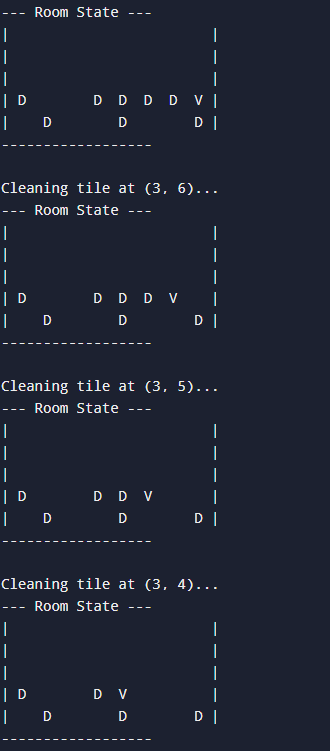 --- Room State ---
|                        |
|                        |
|                        |
| D        D  D  D  D  V |
|    D        D        D |
------------------

Cleaning tile at (3, 6)...
--- Room State ---
|                        |
|                        |
|                        |
| D        D  D  D  V    |
|    D        D        D |
------------------

Cleaning tile at (3, 5)...
--- Room State ---
|                        |
|                        |
|                        |
| D        D  D  V       |
|    D        D        D |
------------------

Cleaning tile at (3, 4)...
--- Room State ---
|                        |
|                        |
|                        |
| D        D  V          |
|    D        D        D |
------------------